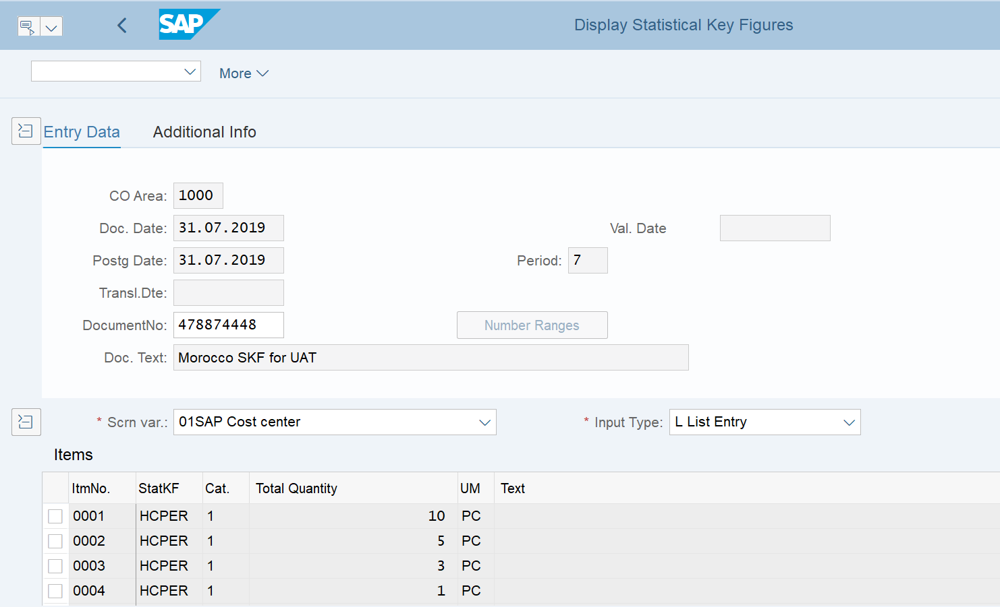 SAP
Display Statistical Key Figures
More
Entry Data Additional Info
CO Area: 1000
Doc. Date: 31.07.2019 Val. Date
Postg Date: 31.07.2019 Period: 7
Transl.Dte:
DocumentNo: 478874448 Number Ranges
Doc. Text: Morocco SKF for UAT
* Scrn var.: 01SAP Cost center * Input Type: L List Entry
Items
ItmNo. StatKF Cat. Total Quantity UM Text
0001 HCPER 1 10 PC
0002 HCPER 1 5 PC
0003 HCPER 1 3 PC
0004 HCPER 1 1 PC